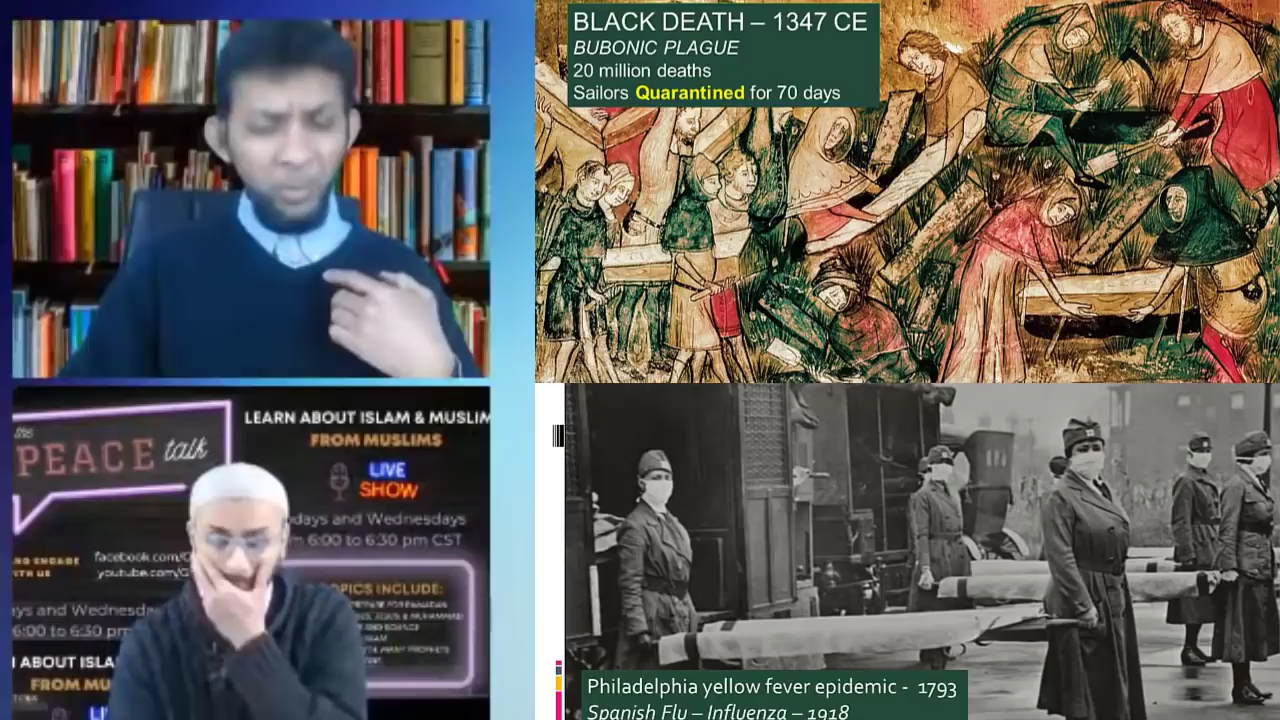 BLACK DEATH – 1347 CE
BUBONIC PLAGUE
20 million deaths
Sailors Quarantined for 70 days
the
PEACE talk
LEARN ABOUT ISLAM & MUSLIM
FROM MUSLIMS
LIVE
SHOW
days and Wednesdays
6:00 to 6:30 pm CST
facebook.com/
youtube.com/
TOPICS INCLUDE:
and Wednesda
6:00 to 6:30 pm
ABOUT ISLA
FROM MU
LI
Philadelphia yellow fever epidemic - 1793
Spanish Flu – Influenza – 1918